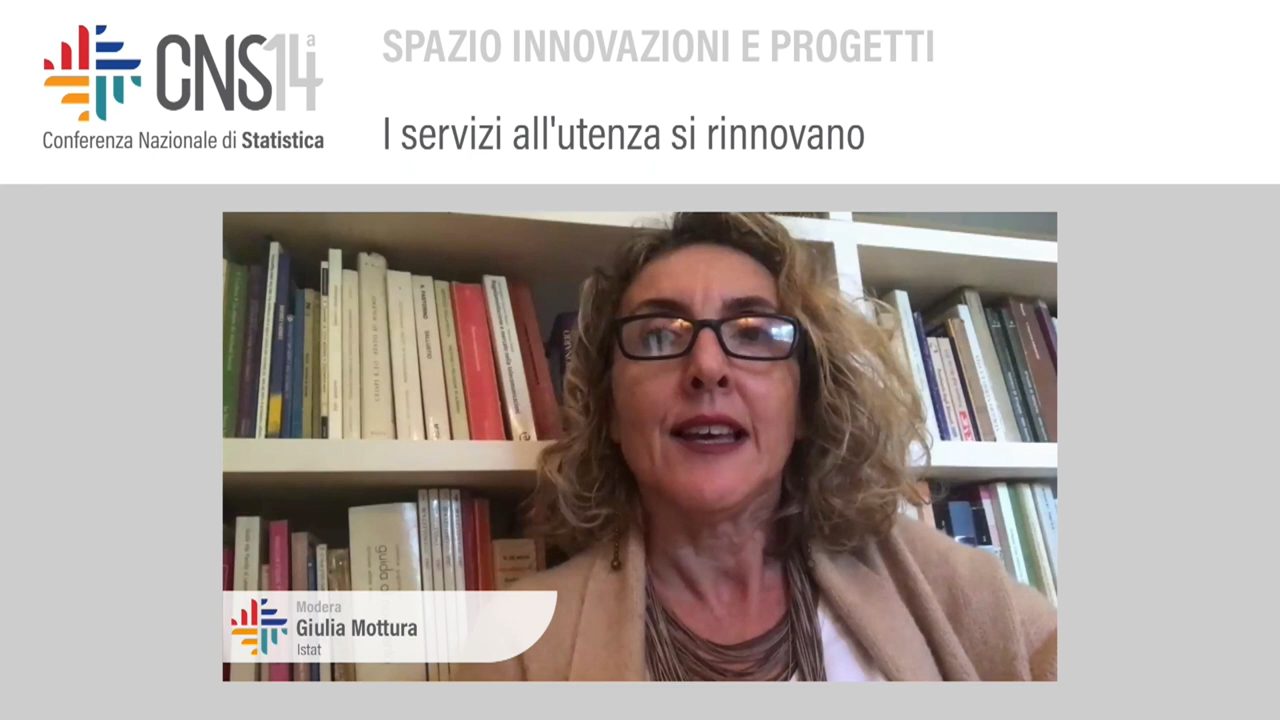 CNS14ª
Conferenza Nazionale di Statistica
SPAZIO INNOVAZIONI E PROGETTI
I servizi all'utenza si rinnovano
Modera
Giulia Mottura
Istat